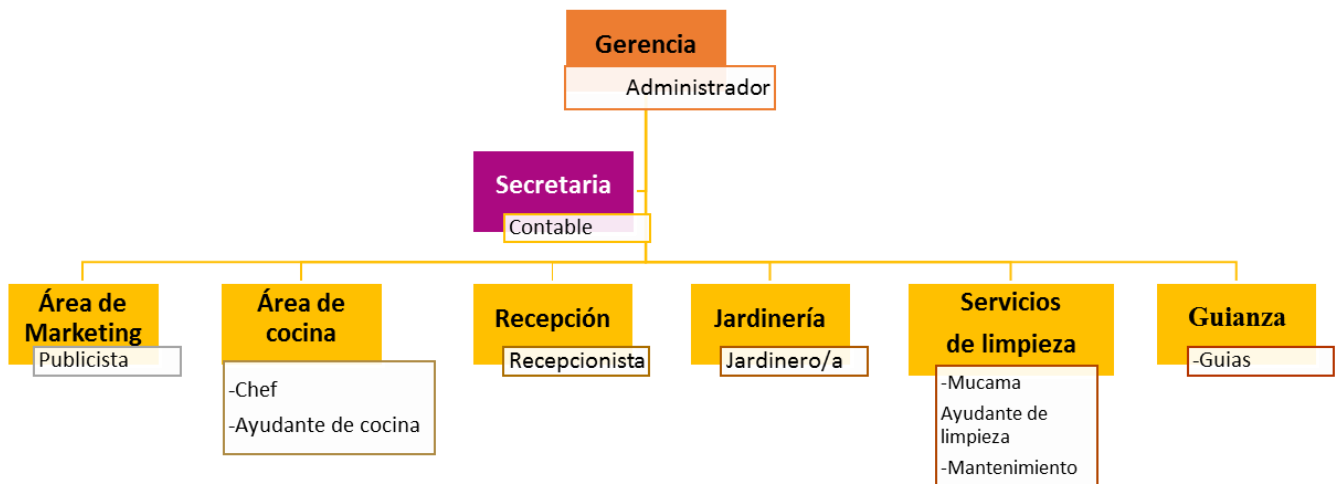 Gerencia
Administrador
Secretaria
Contable
Área de
Marketing
Publicista
Área de
cocina
-Chef
-Ayudante de cocina
Recepción
Recepcionista
Jardinería
Jardinero/a
Servicios
de limpieza
-Mucama
Ayudante de
limpieza
-Mantenimiento
Guianza
-Guias